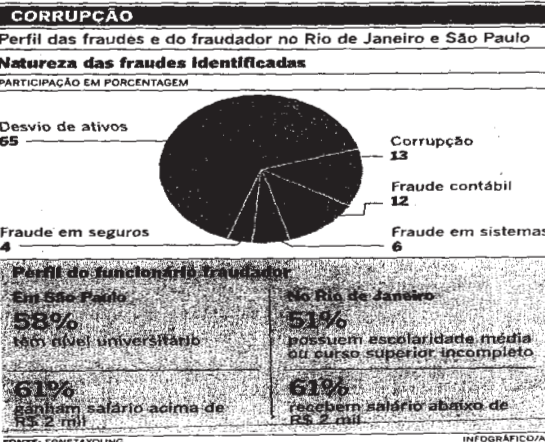 CORRUPÇÃO
Perfil das fraudes e do fraudador no Rio de Janeiro e São Paulo
Natureza das fraudes identificadas
PARTICIPAÇÃO EM PORCENTAGEM
Desvio de ativos
65
Corrupção
13
Fraude contábil
12
Fraude em sistemas
6
Fraude em seguros
4
Perfil do funcionário fraudador
Em São Paulo
58%
têm nível universitário
61%
ganham salário acima de
R$ 2 mil
No Rio de Janeiro
51%
possuem escolaridade média
ou curso superior incompleto
61%
recebem salário abaixo de
R$ 2 mil
FONTE: ERNST&YOUNG
INFOGRÁFICO/A